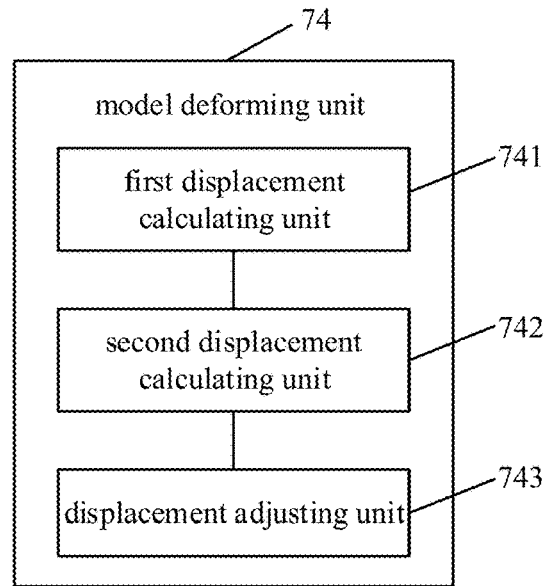 74
model deforming unit
741
first displacement
calculating unit
742
second displacement
calculating unit
743
displacement adjusting unit